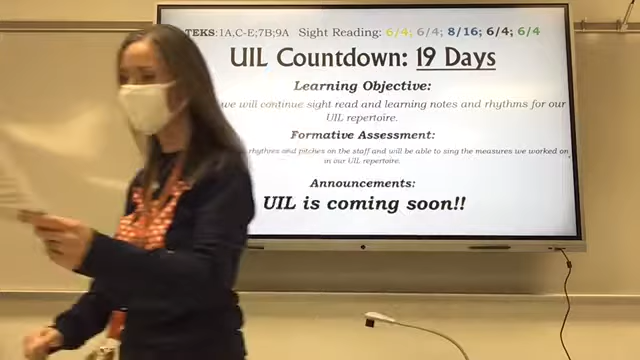 TEKS:1A,C-E;7B;9A Sight Reading: 6/4; 6/4; 8/16; 6/4; 6/4
UIL Countdown: 19 Days
Learning Objective:
we will continue sight read and learning notes and rhythms for our
UIL repertoire.
Formative Assessment:
rhythms and pitches on the staff and will be able to sing the measures we worked on
in our UIL repertoire.
Announcements:
UIL is coming soon!!